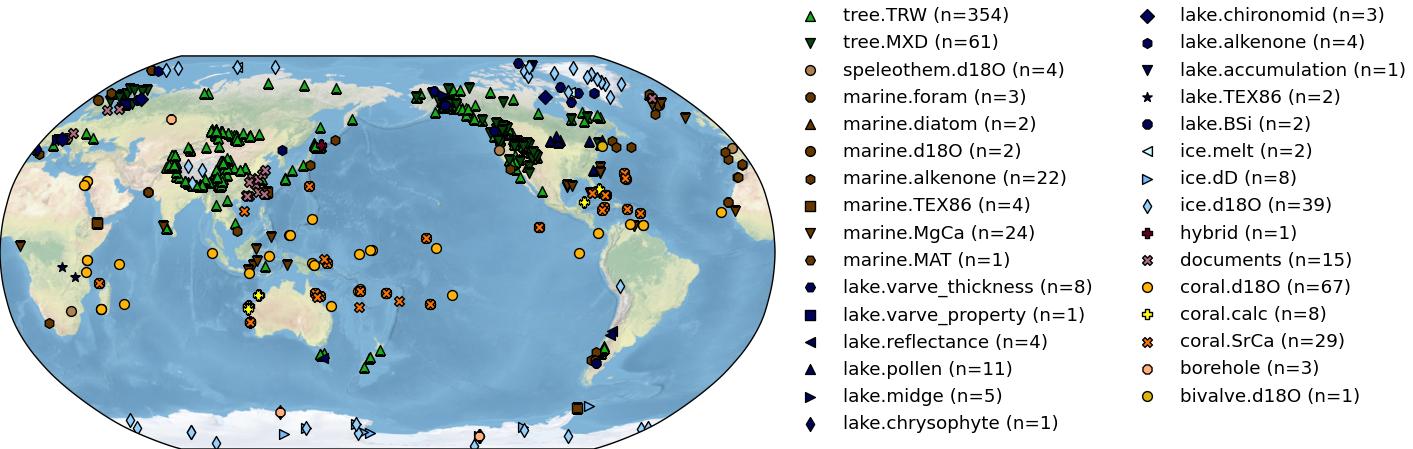 tree.TRW (n=354)
tree.MXD (n=61)
speleothem.d18O (n=4)
marine.foram (n=3)
marine.diatom (n=2)
marine.d18O (n=2)
marine.alkenone (n=22)
marine.TEX86 (n=4)
marine.MgCa (n=24)
marine.MAT (n=1)
lake.varve_thickness (n=8)
lake.varve_property (n=1)
lake.reflectance (n=4)
lake.pollen (n=11)
lake.midge (n=5)
lake.chrysophyte (n=1)
lake.chironomid (n=3)
lake.alkenone (n=4)
lake.accumulation (n=1)
lake.TEX86 (n=2)
lake.BSi (n=2)
ice.melt (n=2)
ice.dD (n=8)
ice.d18O (n=39)
hybrid (n=1)
documents (n=15)
coral.d18O (n=67)
coral.calc (n=8)
coral.SrCa (n=29)
borehole (n=3)
bivalve.d18O (n=1)